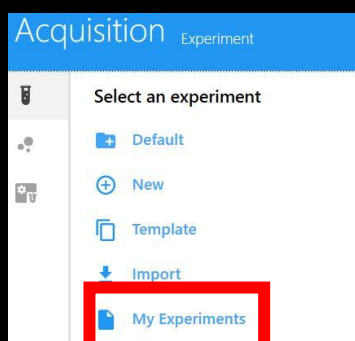 Acquisition Experiment
Select an experiment
Default
New
Template
Import
My Experiments